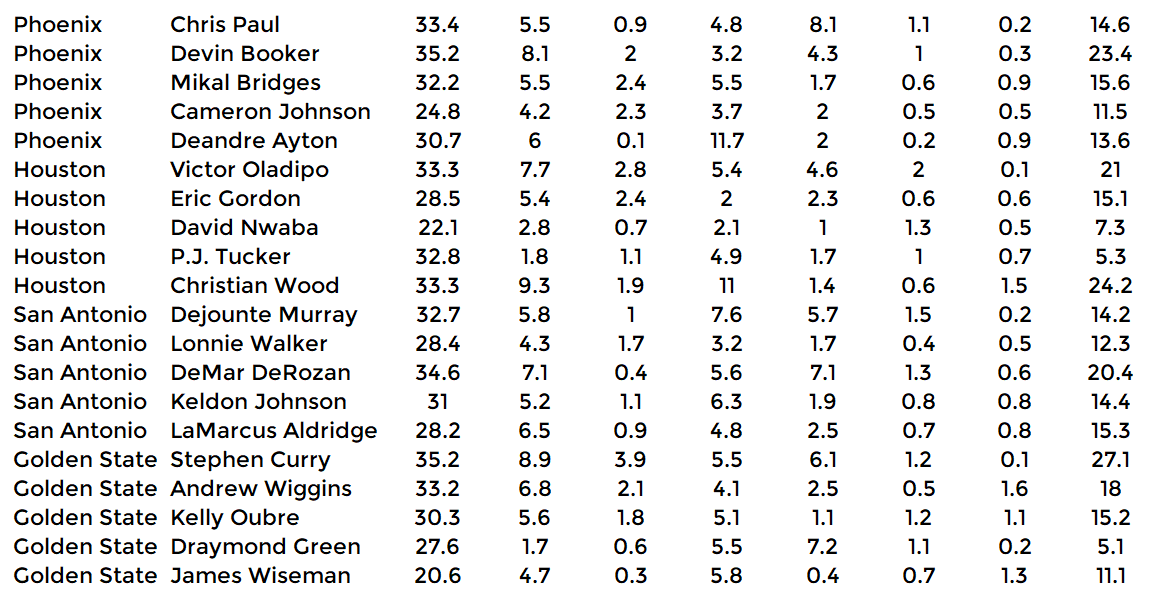 Phoenix Chris Paul 33.4 5.5 0.9 4.8 8.1 1.1 0.2 14.6
Phoenix Devin Booker 35.2 8.1 2 3.2 4.3 1 0.3 23.4
Phoenix Mikal Bridges 32.2 5.5 2.4 5.5 1.7 0.6 0.9 15.6
Phoenix Cameron Johnson 24.8 4.2 2.3 3.7 2 0.5 0.5 11.5
Phoenix Deandre Ayton 30.7 6 0.1 11.7 2 0.2 0.9 13.6
Houston Victor Oladipo 33.3 7.7 2.8 5.4 4.6 2 0.1 21
Houston Eric Gordon 28.5 5.4 2.4 2 2.3 0.6 0.6 15.1
Houston David Nwaba 22.1 2.8 0.7 2.1 1 1.3 0.5 7.3
Houston P.J. Tucker 32.8 1.8 1.1 4.9 1.7 1 0.7 5.3
Houston Christian Wood 33.3 9.3 1.9 11 1.4 0.6 1.5 24.2
San Antonio Dejounte Murray 32.7 5.8 1 7.6 5.7 1.5 0.2 14.2
San Antonio Lonnie Walker 28.4 4.3 1.7 3.2 1.7 0.4 0.5 12.3
San Antonio DeMar DeRozan 34.6 7.1 0.4 5.6 7.1 1.3 0.6 20.4
San Antonio Keldon Johnson 31 5.2 1.1 6.3 1.9 0.8 0.8 14.4
San Antonio LaMarcus Aldridge 28.2 6.5 0.9 4.8 2.5 0.7 0.8 15.3
Golden State Stephen Curry 35.2 8.9 3.9 5.5 6.1 1.2 0.1 27.1
Golden State Andrew Wiggins 33.2 6.8 2.1 4.1 2.5 0.5 1.6 18
Golden State Kelly Oubre 30.3 5.6 1.8 5.1 1.1 1.2 1.1 15.2
Golden State Draymond Green 27.6 1.7 0.6 5.5 7.2 1.1 0.2 5.1
Golden State James Wiseman 20.6 4.7 0.3 5.8 0.4 0.7 1.3 11.1